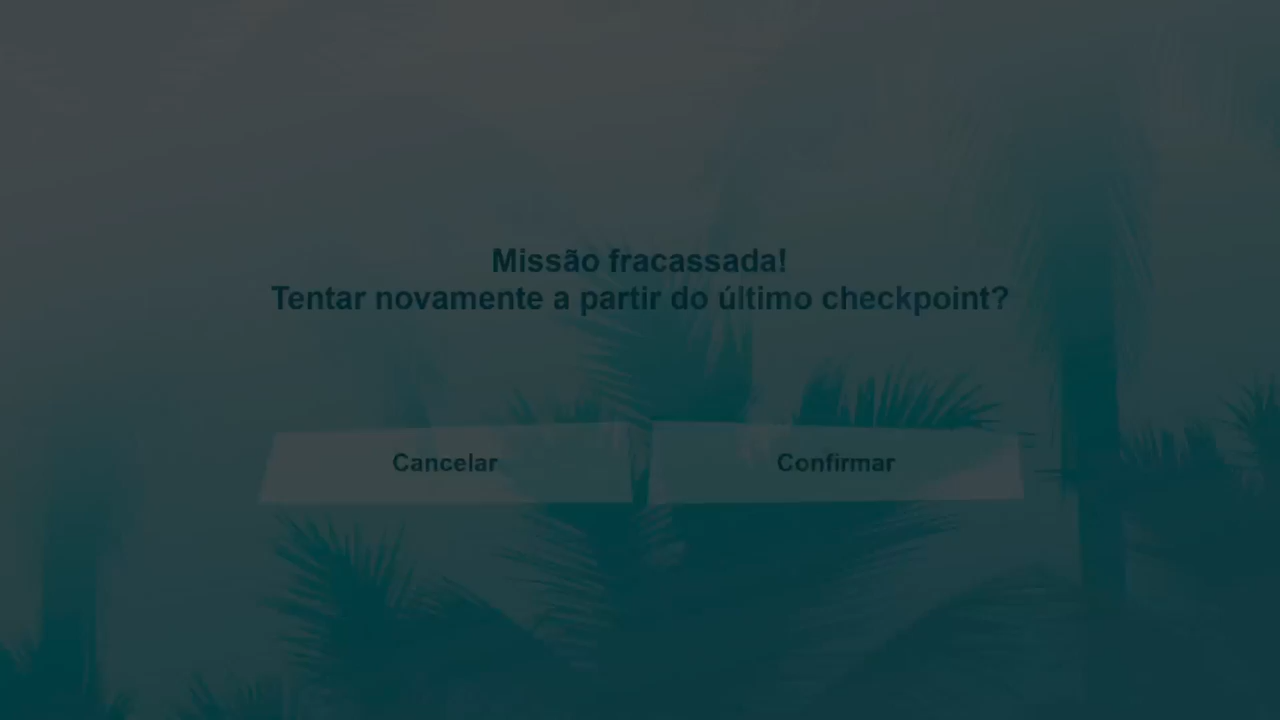 Missão fracassada!
Tentar novamente a partir do último checkpoint?
Cancelar
Confirmar